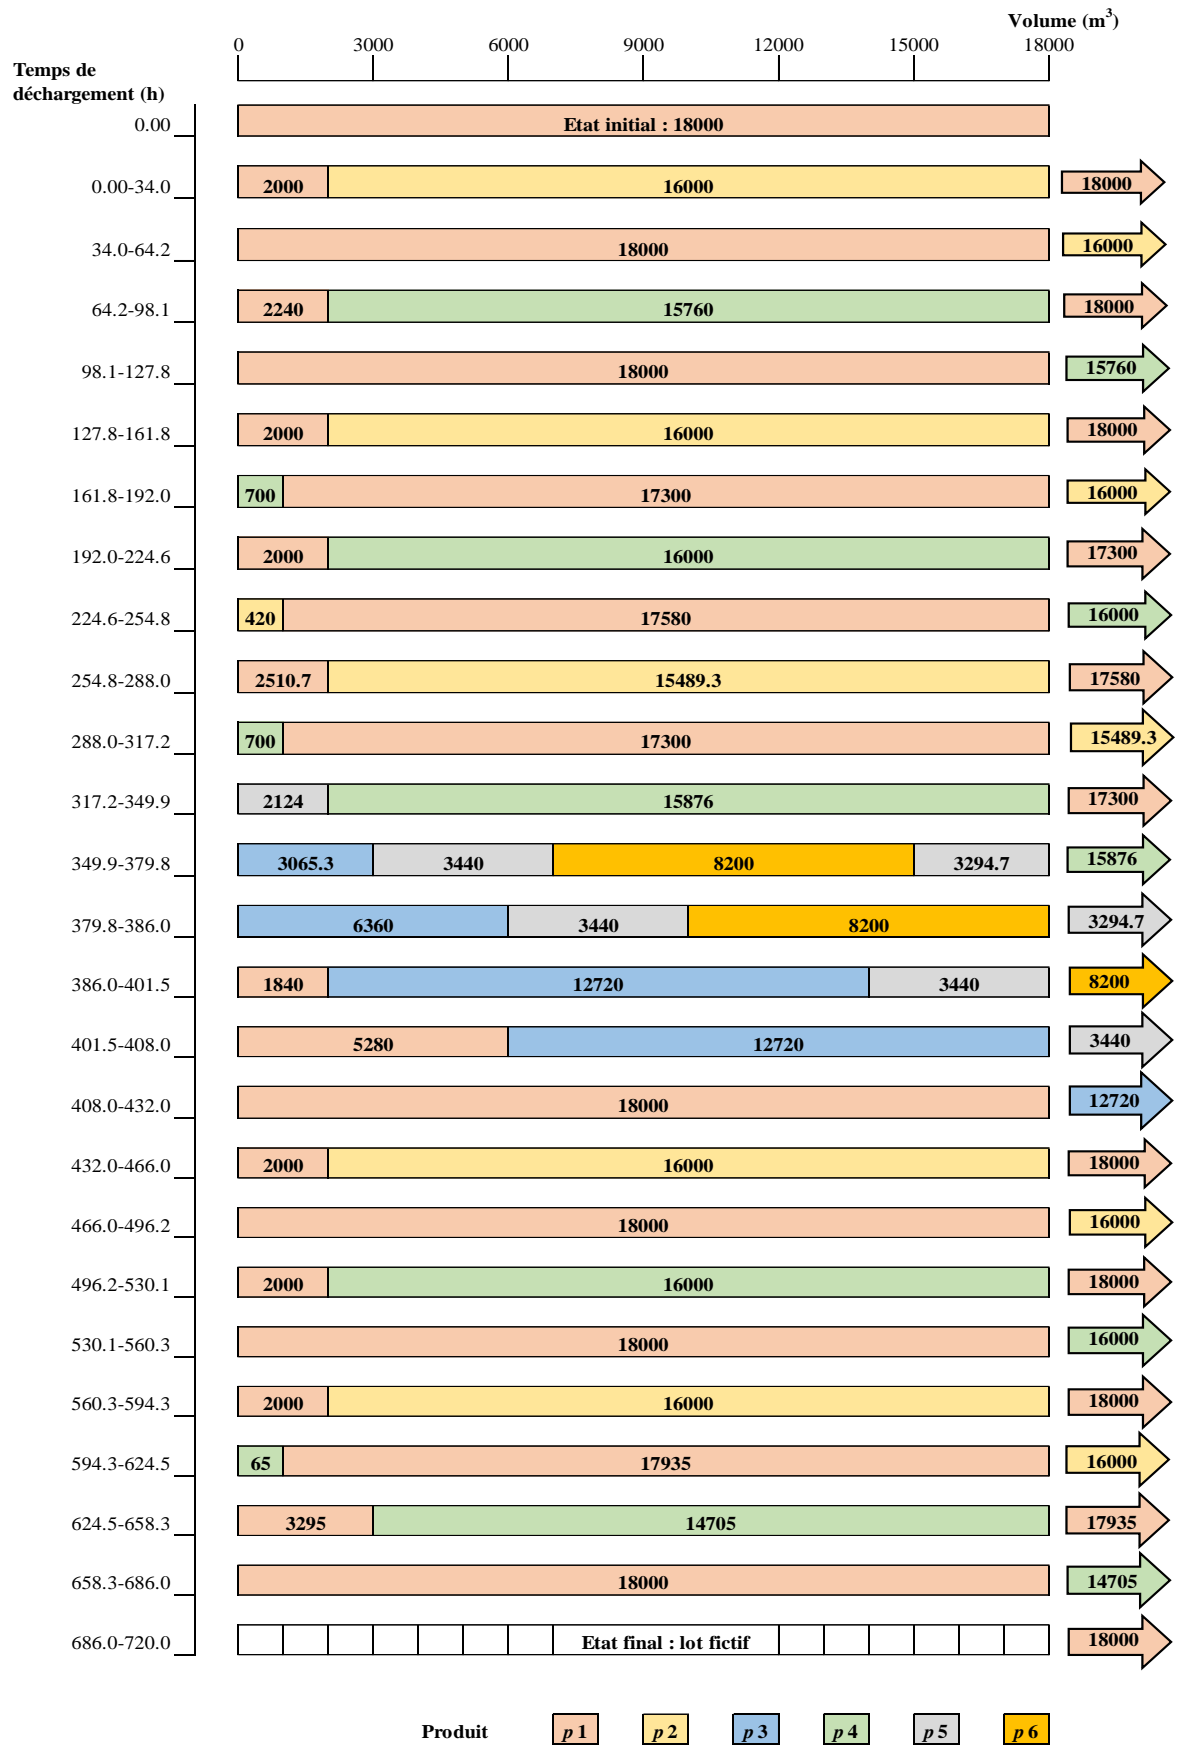 Volume (m³)
0 3000 6000 9000 12000 15000 18000
Temps de
déchargement (h)
0.00 Etat initial : 18000
0.00-34.0 2000 16000 18000
34.0-64.2 18000 16000
64.2-98.1 2240 15760 18000
98.1-127.8 18000 15760
127.8-161.8 2000 16000 18000
161.8-192.0 700 17300 16000
192.0-224.6 2000 16000 17300
224.6-254.8 420 17580 16000
254.8-288.0 2510.7 15489.3 17580
288.0-317.2 700 17300 15489.3
317.2-349.9 2124 15876 17300
349.9-379.8 3065.3 3440 8200 3294.7 15876
379.8-386.0 6360 3440 8200 3294.7
386.0-401.5 1840 12720 3440 8200
401.5-408.0 5280 12720 3440
408.0-432.0 18000 12720
432.0-466.0 2000 16000 18000
466.0-496.2 18000 16000
496.2-530.1 2000 16000 18000
530.1-560.3 18000 16000
560.3-594.3 2000 16000 18000
594.3-624.5 65 17935 16000
624.5-658.3 3295 14705 17935
658.3-686.0 18000 14705
686.0-720.0 Etat final : lot fictif 18000
Produit p 1 p 2 p 3 p 4 p 5 p 6